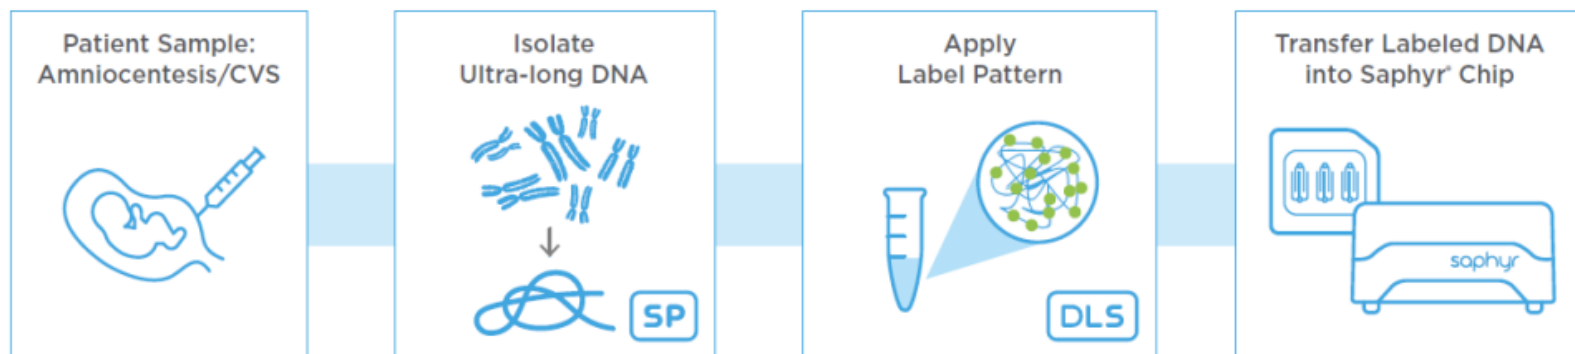 Patient Sample:
Amniocentesis/CVS
Isolate
Ultra-long DNA
SP
Apply
Label Pattern
DLS
Transfer Labeled DNA
into Saphyr® Chip
saphyr